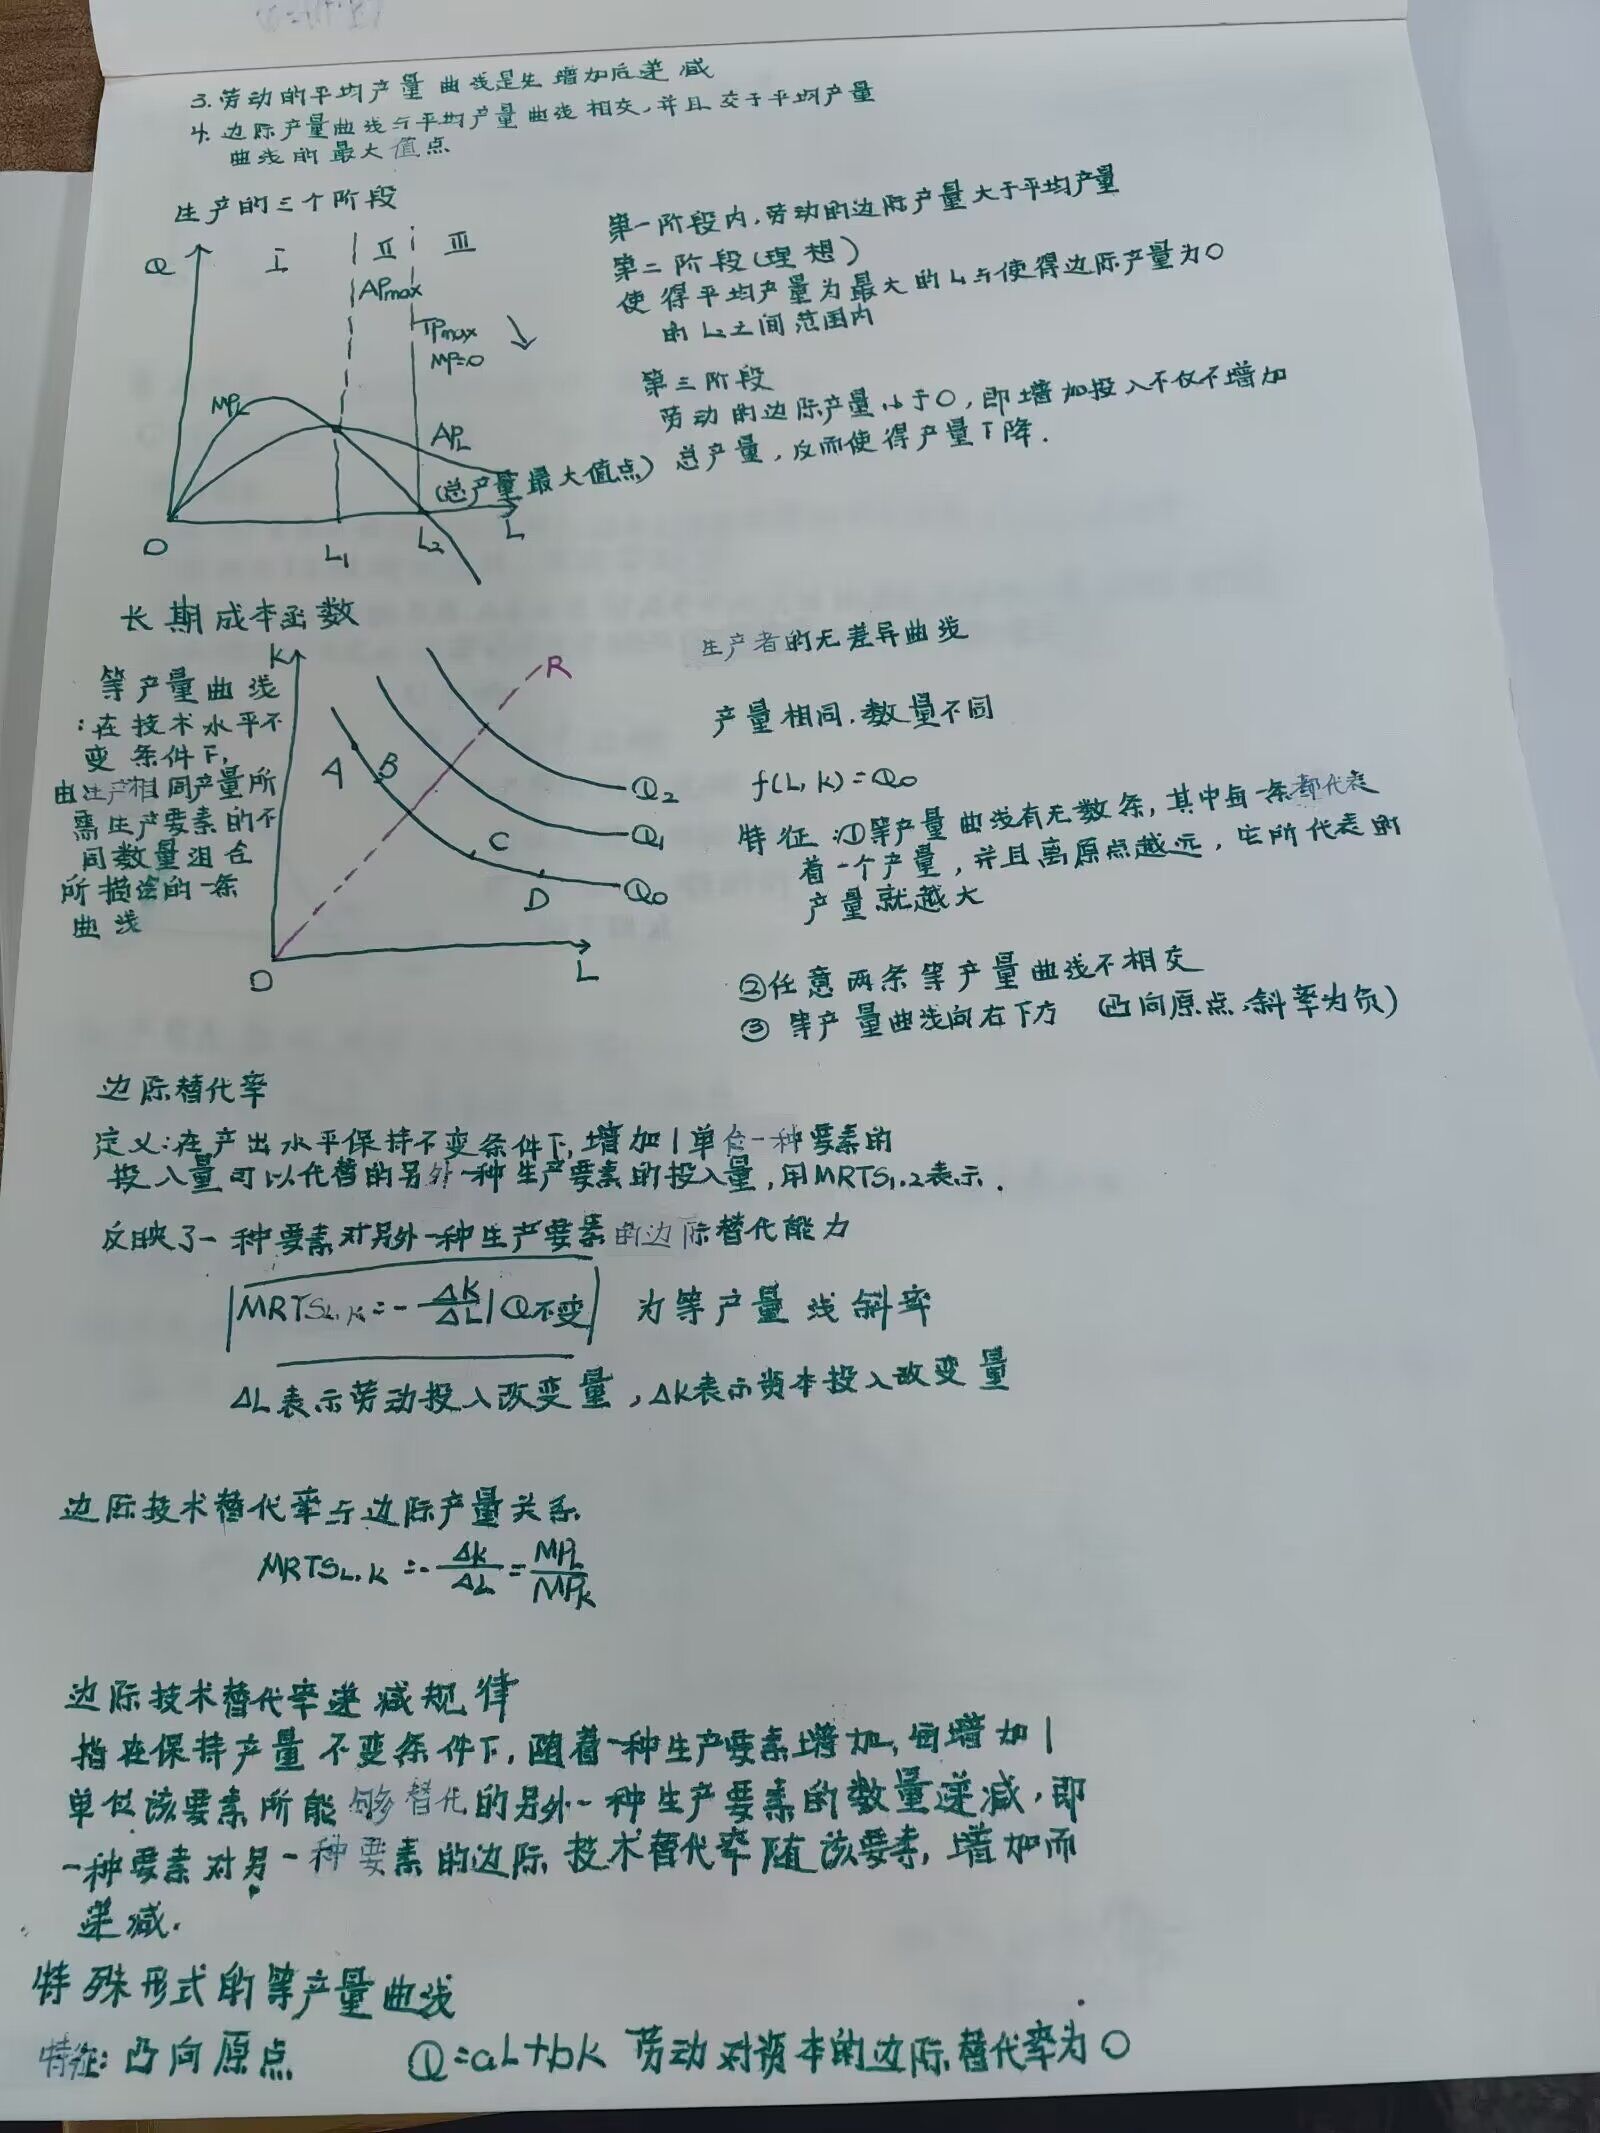 3. 劳动的平均产量曲线是先增加后递减
4. 边际产量曲线与平均产量曲线相交，并且交于平均产量
曲线的最大值点
生产的三个阶段
Q
I
II
III
APmax
TPmax
MP=0
MPL
APL
(总产量最大值点)
O
L1
L2
L
第一阶段内，劳动的边际产量大于平均产量
第二阶段(理想)
使得平均产量为最大的L与使得边际产量为0
的L2之间范围内
第三阶段
劳动的边际产量小于0，即增加投入不仅不增加
总产量，反而使得产量下降.
长期成本函数
等产量曲线
:在技术水平不
变条件下,
由生产相同产量所
需生产要素的不
同数量组合
所描绘的一条
曲线
K
R
A
B
C
D
Q2
Q1
Q0
O
L
生产者的无差异曲线
产量相同，数量不同
f(L,K)=Q0
特征:①等产量曲线有无数条，其中每一条都代表
着一个产量，并且离原点越远，它所代表的
产量就越大
②任意两条等产量曲线不相交
③等产量曲线向右下方 (凸向原点，斜率为负)
边际替代率
定义:在产出水平保持不变条件下，增加1单位一种要素的
投入量可以代替的另外一种生产要素的投入量，用MRTS1.2表示.
反映了一种要素对另外一种生产要素的边际替代能力
MRTSL.K=-ΔK/ΔL|Q不变 为等产量线斜率
ΔL表示劳动投入改变量，ΔK表示资本投入改变量
边际技术替代率与边际产量关系
MRTSL.K=-ΔK/ΔL=MPL/MPK
边际技术替代率递减规律
指在保持产量不变条件下，随着一种生产要素增加，每增加1
单位该要素所能够替代的另外一种生产要素的数量递减，即
一种要素对另一种要素的边际技术替代率随该要素增加而
递减.
特殊形式的等产量曲线
特征:凸向原点 Q=aL+bK 劳动对资本的边际替代率为0